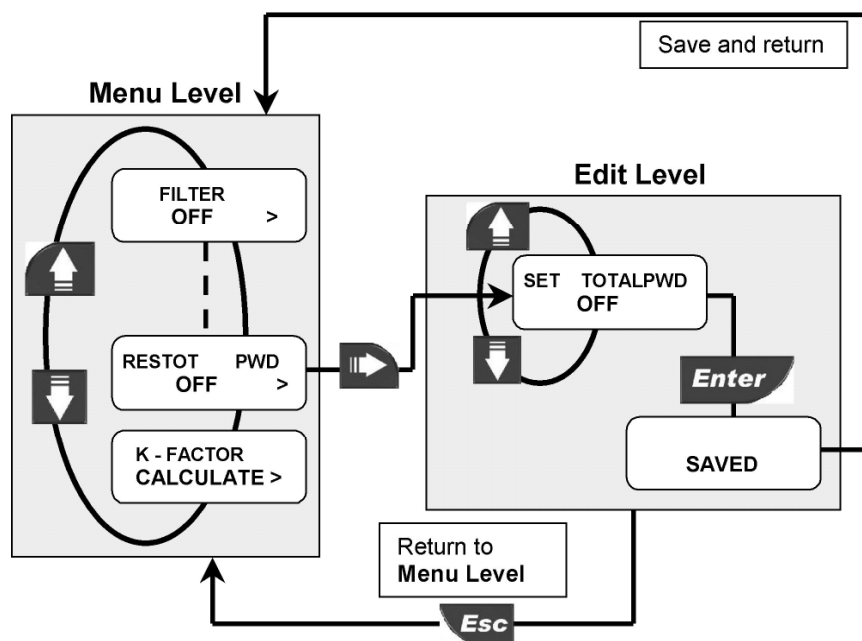 Save and return
Menu Level
FILTER
OFF >
Edit Level
SET TOTALPWD
OFF
RESTOT PWD
OFF >
Enter
K - FACTOR
CALCULATE >
SAVED
Return to
Menu Level
Esc